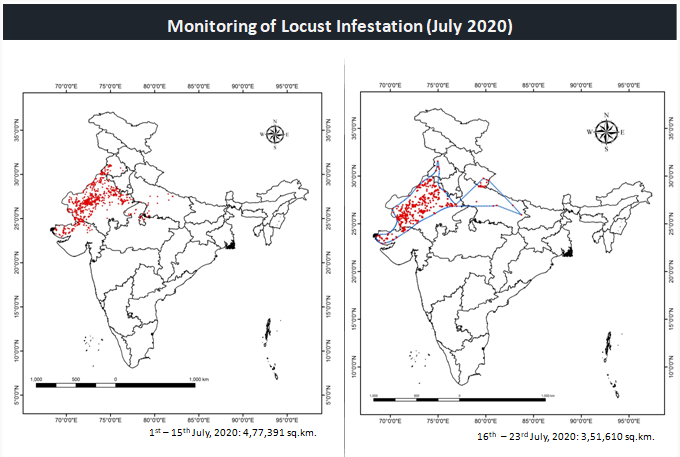 Monitoring of Locust Infestation (July 2020)
70°0'0"E 75°0'0"E 80°0'0"E 85°0'0"E 90°0'0"E 95°0'0"E
70°0'0"E 75°0'0"E 80°0'0"E 85°0'0"E 90°0'0"E 95°0'0"E
N
W E
S
N
W E
S
35°0'0"N
30°0'0"N
25°0'0"N
20°0'0"N
15°0'0"N
10°0'0"N
5°0'0"N
35°0'0"N
30°0'0"N
25°0'0"N
20°0'0"N
15°0'0"N
10°0'0"N
1,000 500 0 1,000 km
1,000 500 0 1,000 km
70°0'0"E 75°0'0"E 80°0'0"E 85°0'0"E 90°0'0"E 95°0'0"E
70°0'0"E 75°0'0"E 80°0'0"E 85°0'0"E 90°0'0"E 95°0'0"E
1st – 15th July, 2020: 4,77,391 sq.km.
16th – 23rd July, 2020: 3,51,610 sq.km.